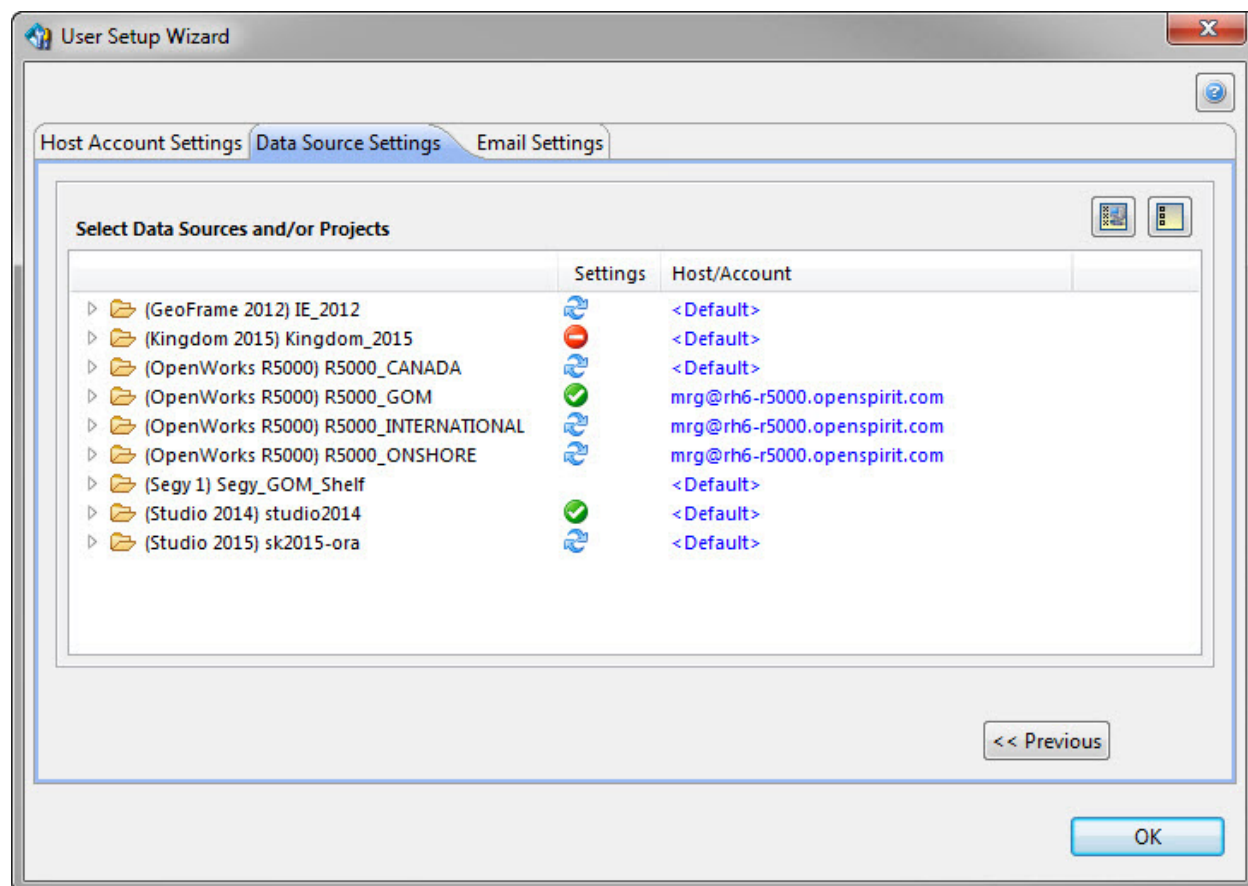 User Setup Wizard
Host Account Settings Data Source Settings Email Settings
Select Data Sources and/or Projects
Settings Host/Account
(GeoFrame 2012) IE_2012 <Default>
(Kingdom 2015) Kingdom_2015 <Default>
(OpenWorks R5000) R5000_CANADA <Default>
(OpenWorks R5000) R5000_GOM mrg@rh6-r5000.openspirit.com
(OpenWorks R5000) R5000_INTERNATIONAL mrg@rh6-r5000.openspirit.com
(OpenWorks R5000) R5000_ONSHORE mrg@rh6-r5000.openspirit.com
(Segy 1) Segy_GOM_Shelf <Default>
(Studio 2014) studio2014 <Default>
(Studio 2015) sk2015-ora <Default>
<< Previous
OK